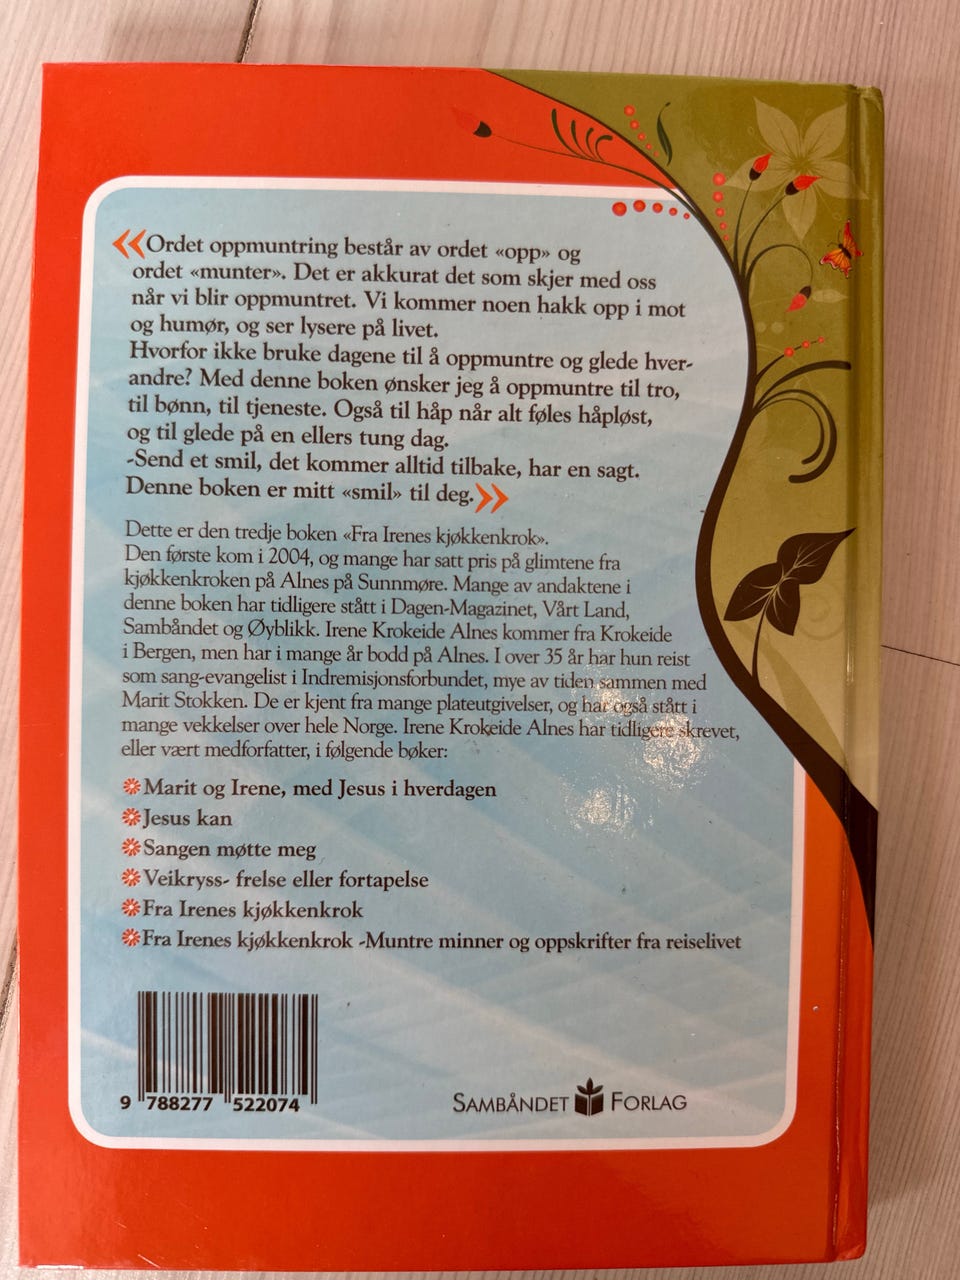 «Ordet oppmuntring består av ordet «opp» og
ordet «munter». Det er akkurat det som skjer med oss
når vi blir oppmuntret. Vi kommer noen hakk opp i mot
og humør, og ser lysere på livet.
Hvorfor ikke bruke dagene til å oppmuntre og glede hver-
andre? Med denne boken ønsker jeg å oppmuntre til tro,
til bønn, til tjeneste. Også til håp når alt føles håpløst,
og til glede på en ellers tung dag.
-Send et smil, det kommer alltid tilbake, har en sagt.
Denne boken er mitt «smil» til deg.»
Dette er den tredje boken «Fra Irenes kjøkkenkrok».
Den første kom i 2004, og mange har satt pris på glimtene fra
kjøkkenkroken på Alnes på Sunnmøre. Mange av andaktene i
denne boken har tidligere stått i Dagen-Magazinet, Vårt Land,
Sambåndet og Øyblikk. Irene Krokeide Alnes kommer fra Krokeide
i Bergen, men har i mange år bodd på Alnes. I over 35 år har hun reist
som sang-evangelist i Indremisjonsforbundet, mye av tiden sammen med
Marit Stokken. De er kjent fra mange plateutgivelser, og har også stått i
mange vekkelser over hele Norge. Irene Krokeide Alnes har tidligere skrevet,
eller vært medforfatter, i følgende bøker:
Marit og Irene, med Jesus i hverdagen
Jesus kan
Sangen møtte meg
Veikryss- frelse eller fortapelse
Fra Irenes kjøkkenkrok
Fra Irenes kjøkkenkrok -Muntre minner og oppskrifter fra reiselivet
9 788277 522074
SAMBÅNDET FORLAG